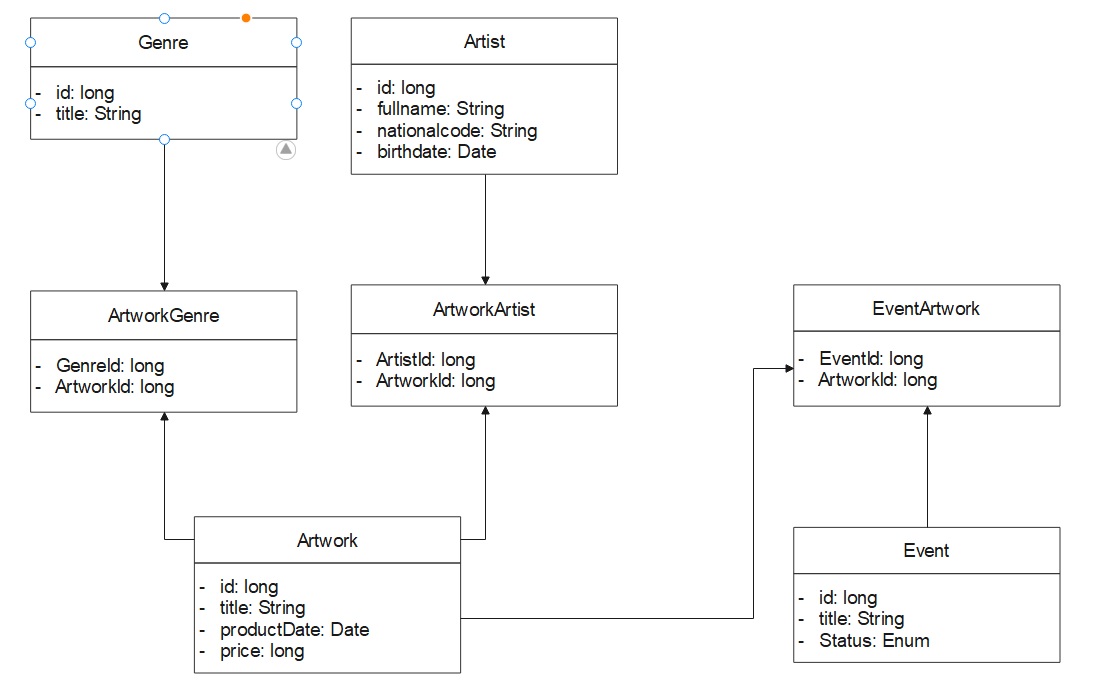 Genre
- id: long
- title: String
Artist
- id: long
- fullname: String
- nationalcode: String
- birthdate: Date
ArtworkGenre
- GenreId: long
- ArtworkId: long
ArtworkArtist
- ArtistId: long
- ArtworkId: long
EventArtwork
- EventId: long
- ArtworkId: long
Artwork
- id: long
- title: String
- productDate: Date
- price: long
Event
- id: long
- title: String
- Status: Enum